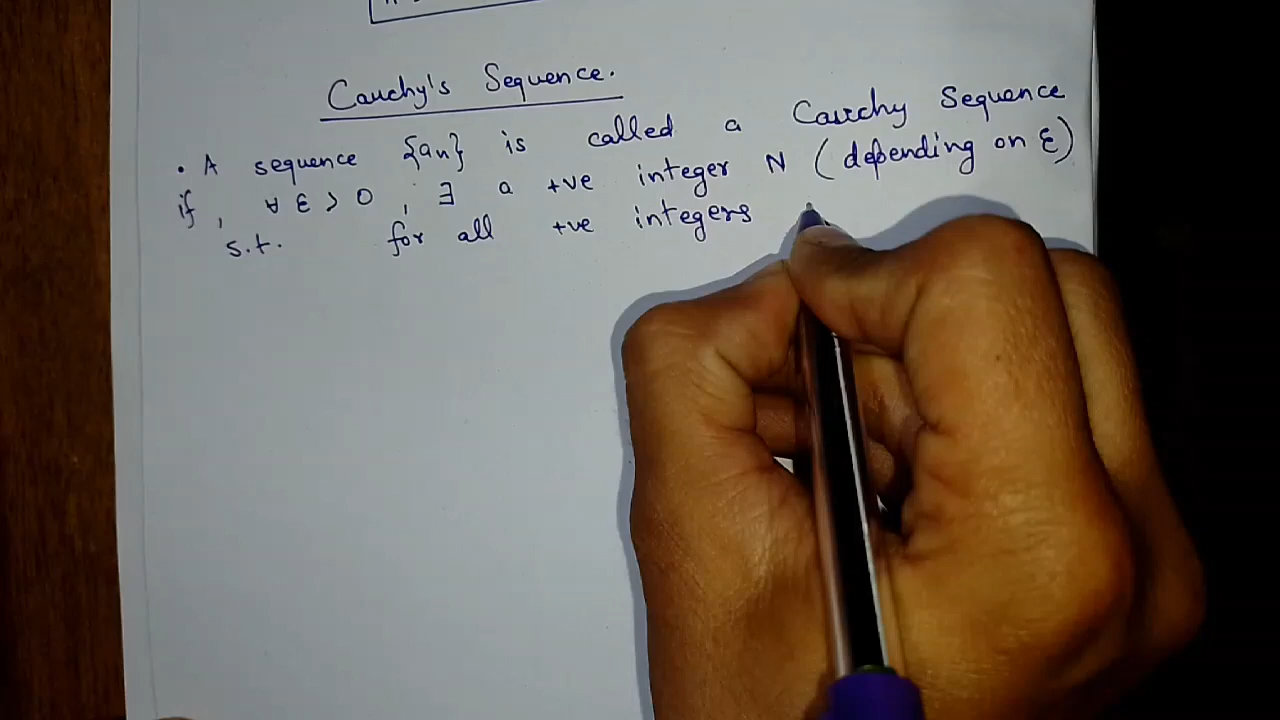 Cauchy's Sequence.
• A sequence {an} is called a Cauchy Sequence
if, ∀ ε > 0, ∃ a +ve integer N (depending on ε)
s.t. for all +ve integers